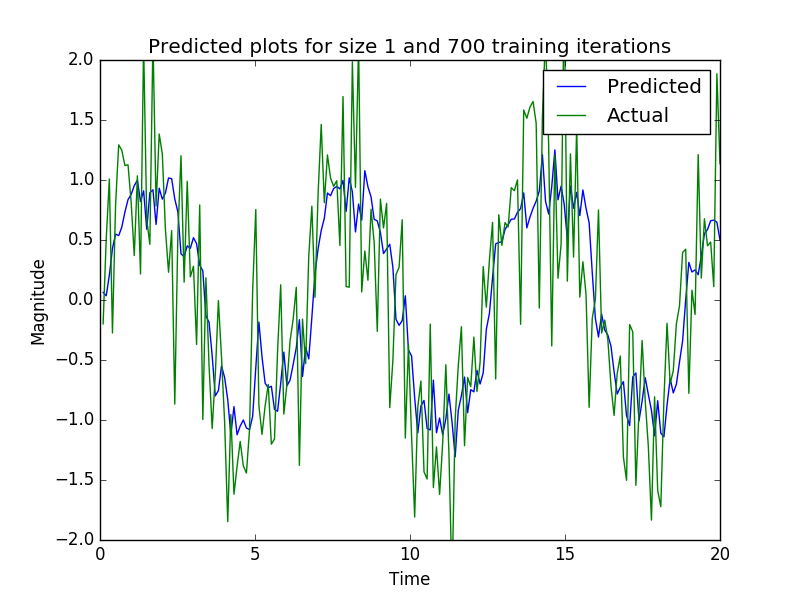 Predicted plots for size 1 and 700 training iterations
Predicted
Actual
2.0
1.5
1.0
0.5
0.0
−0.5
−1.0
−1.5
−2.0
Magnitude
0 5 10 15 20
Time